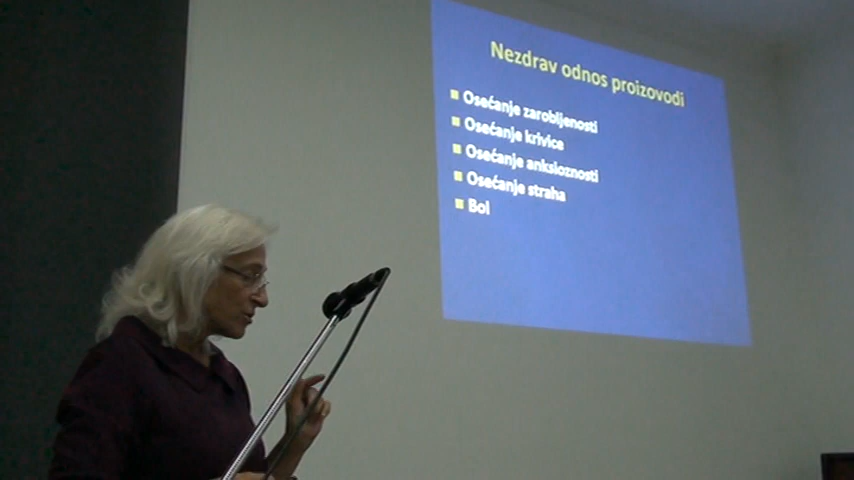 Nezdrav odnos proizvodi
Osećanje zarobljenosti
Osećanje krivice
Osećanje anksioznosti
Osećanje straha
Bol